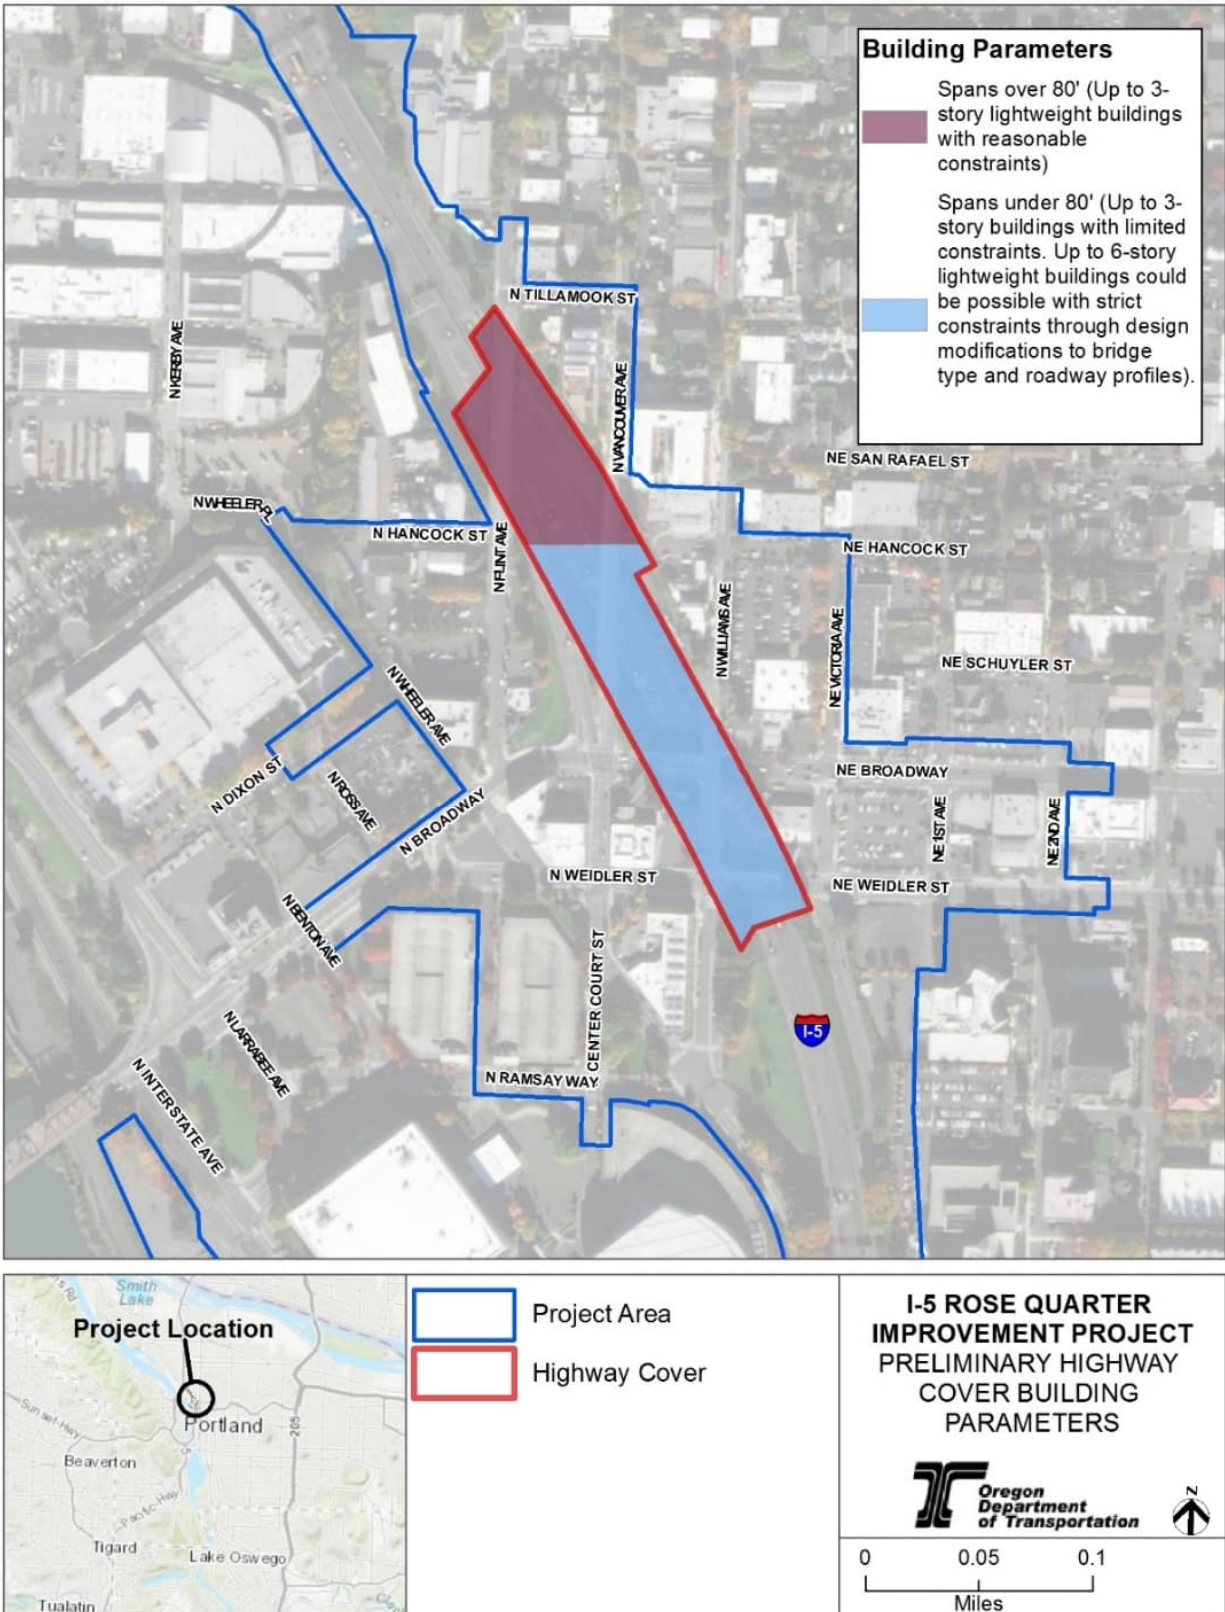 Building Parameters
Spans over 80' (Up to 3-
story lightweight buildings
with reasonable
constraints)
Spans under 80' (Up to 3-
story buildings with limited
constraints. Up to 6-story
lightweight buildings could
be possible with strict
constraints through design
modifications to bridge
type and roadway profiles).
N TILLAMOOK ST
N KERBY AVE
N VANCOUVER AVE
NE SAN RAFAEL ST
N WHEELER PL
N HANCOCK ST
N FLINT AVE
NE HANCOCK ST
N WILLIAMS AVE
NE VICTORIA AVE
NE SCHUYLER ST
N WHEELER AVE
N DIXON ST
N ROSS AVE
N BROADWAY
NE BROADWAY
NE 1ST AVE
NE 2ND AVE
N WEIDLER ST
NE WEIDLER ST
N BENTON AVE
CENTER COURT ST
N LARRABEE AVE
I-5
N RAMSAY WAY
N INTERSTATE AVE
Smith
Lake
Project Location
Portland
Sunset Hwy
205
5
Beaverton
Pacific Hwy
Tigard
Lake Oswego
Tualatin
Project Area
Highway Cover
I-5 ROSE QUARTER
IMPROVEMENT PROJECT
PRELIMINARY HIGHWAY
COVER BUILDING
PARAMETERS
Oregon
Department
of Transportation
N
0 0.05 0.1
Miles